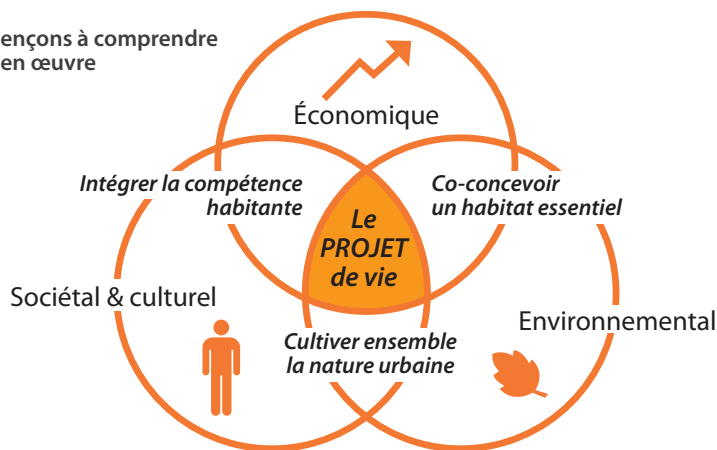 ençons à comprendre
en œuvre
Économique
Intégrer la compétence
habitante
Co-concevoir
un habitat essentiel
Le
PROJET
de vie
Sociétal & culturel
Environnemental
Cultiver ensemble
la nature urbaine